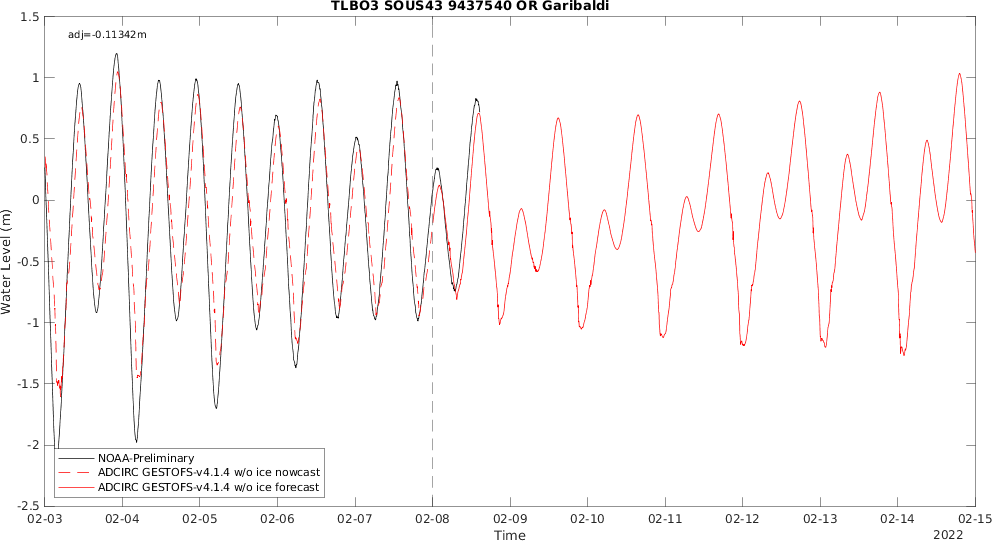 TLBO3 SOUS43 9437540 OR Garibaldi
adj=-0.11342m
1.5
1
0.5
0
-0.5
-1
-1.5
-2
-2.5
Water Level (m)
NOAA-Preliminary
ADCIRC GESTOFS-v4.1.4 w/o ice nowcast
ADCIRC GESTOFS-v4.1.4 w/o ice forecast
02-03 02-04 02-05 02-06 02-07 02-08 02-09 02-10 02-11 02-12 02-13 02-14 02-15
Time
2022